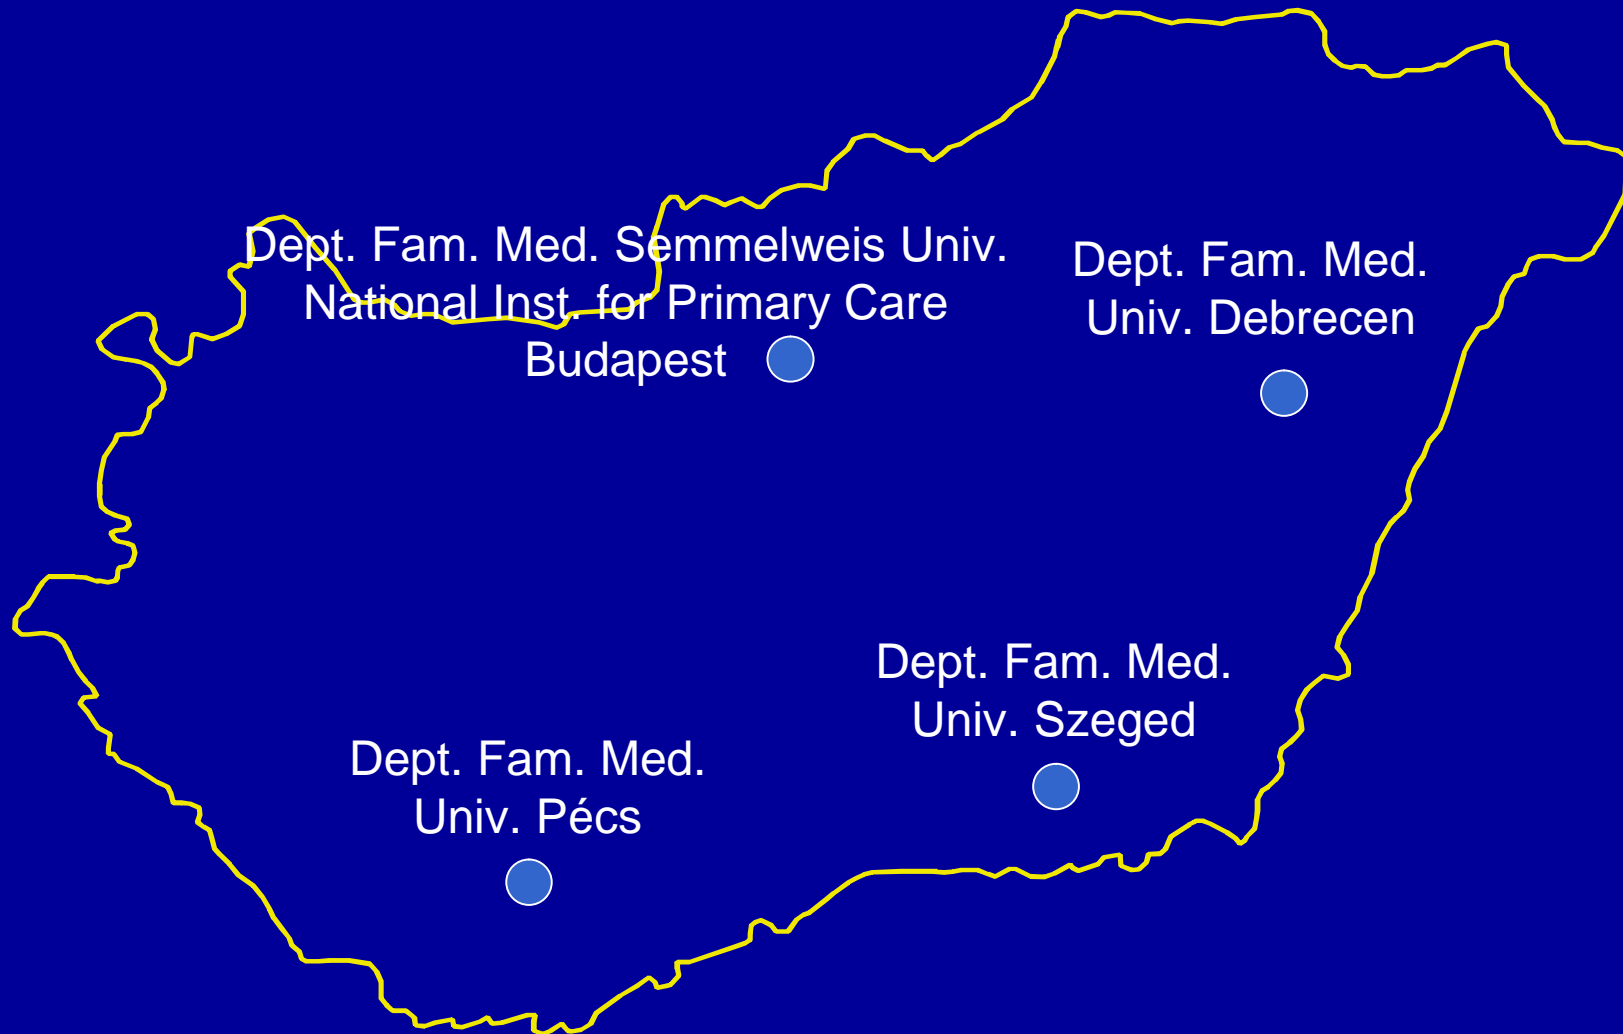 Dept. Fam. Med. Semmelweis Univ.
National Inst. for Primary Care
Budapest
Dept. Fam. Med.
Univ. Debrecen
Dept. Fam. Med.
Univ. Szeged
Dept. Fam. Med.
Univ. Pécs